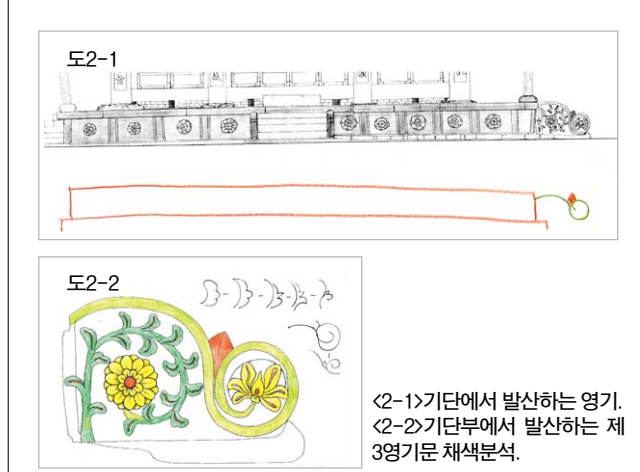 도2-1
도2-2
<2-1>기단에서 발산하는 영기.
<2-2>기단부에서 발산하는 제
3영기문 채색분석.